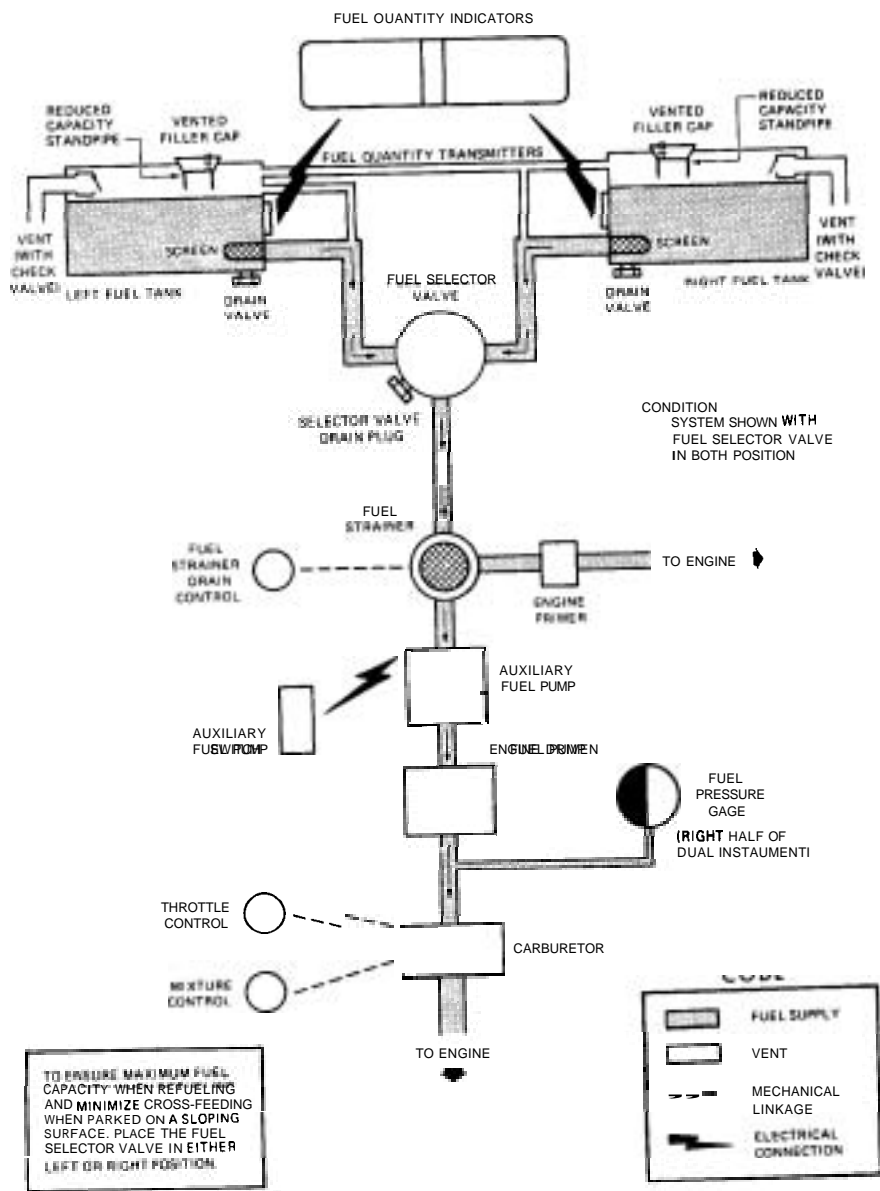 FUEL OUANTITY INDICATORS
REDUCED
CAPACITY
STANDPIPE
VENTED
FILLER CAP
FUEL QUANTITY TRANSMITTERS
VENTED
FILLER CAP
REDUCED
CAPACITY
STANDPIPE
VENT
(WITH
CHECK
VALVE)
SCREEN
LEFT FUEL TANK
DRAIN
VALVE
FUEL SELECTOR
VALVE
SCREEN
RIGHT FUEL TANK
DRAIN
VALVE
VENT
(WITH
CHECK
VALVE)
SELECTOR VALVE
DRAIN PLUG
CONDITION
SYSTEM SHOWN WITH
FUEL SELECTOR VALVE
IN BOTH POSITION
FUEL
STRAINER
FUEL
STRAINER
DRAIN
CONTROL
TO ENGINE
ENGINE
PRIMER
AUXILIARY
FUEL PUMP
AUXILIARY
FUEL PUMP
FUEL
PRESSURE
GAGE
(RIGHT HALF OF
DUAL INSTAUMENTI
THROTTLE
CONTROL
CARBURETOR
MIXTURE
CONTROL
TO ENGINE
CODE
FUEL SUPPLY
VENT
MECHANICAL
LINKAGE
ELECTRICAL
CONNECTION
TO ENSURE MAXIMUM FUEL
CAPACITY WHEN REFUELING
AND MINIMIZE CROSS-FEEDING
WHEN PARKED ON A SLOPING
SURFACE. PLACE THE FUEL
SELECTOR VALVE IN EITHER
LEFT OR RIGHT POSITION.